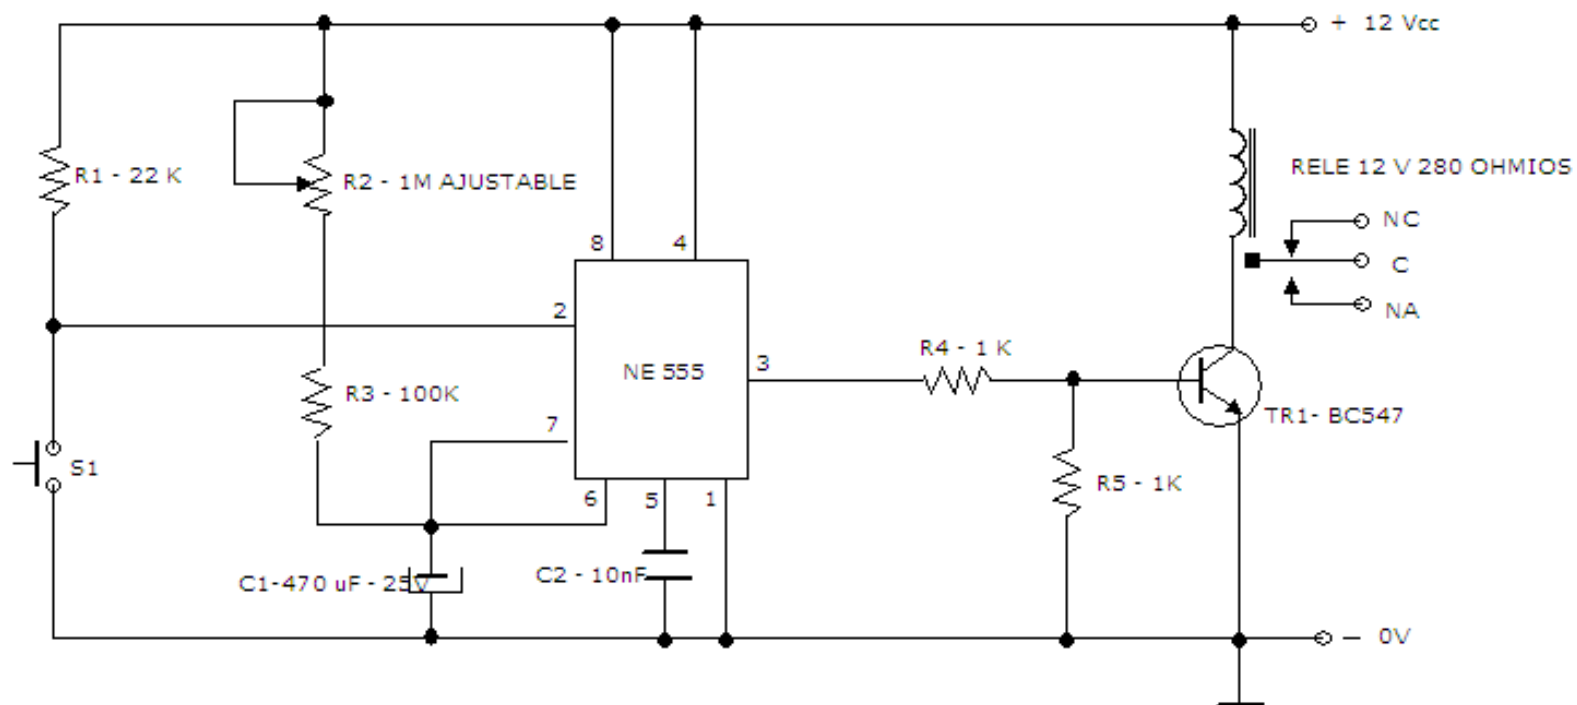 + 12 Vcc
R1 - 22 K
R2 - 1M AJUSTABLE
RELE 12 V 280 OHMIOS
NC
C
NA
8
4
2
NE 555
3
R4 - 1 K
R3 - 100K
7
TR1- BC547
S1
R5 - 1K
6
5
1
C1-470 uF - 25V
C2 - 10nF
- 0V